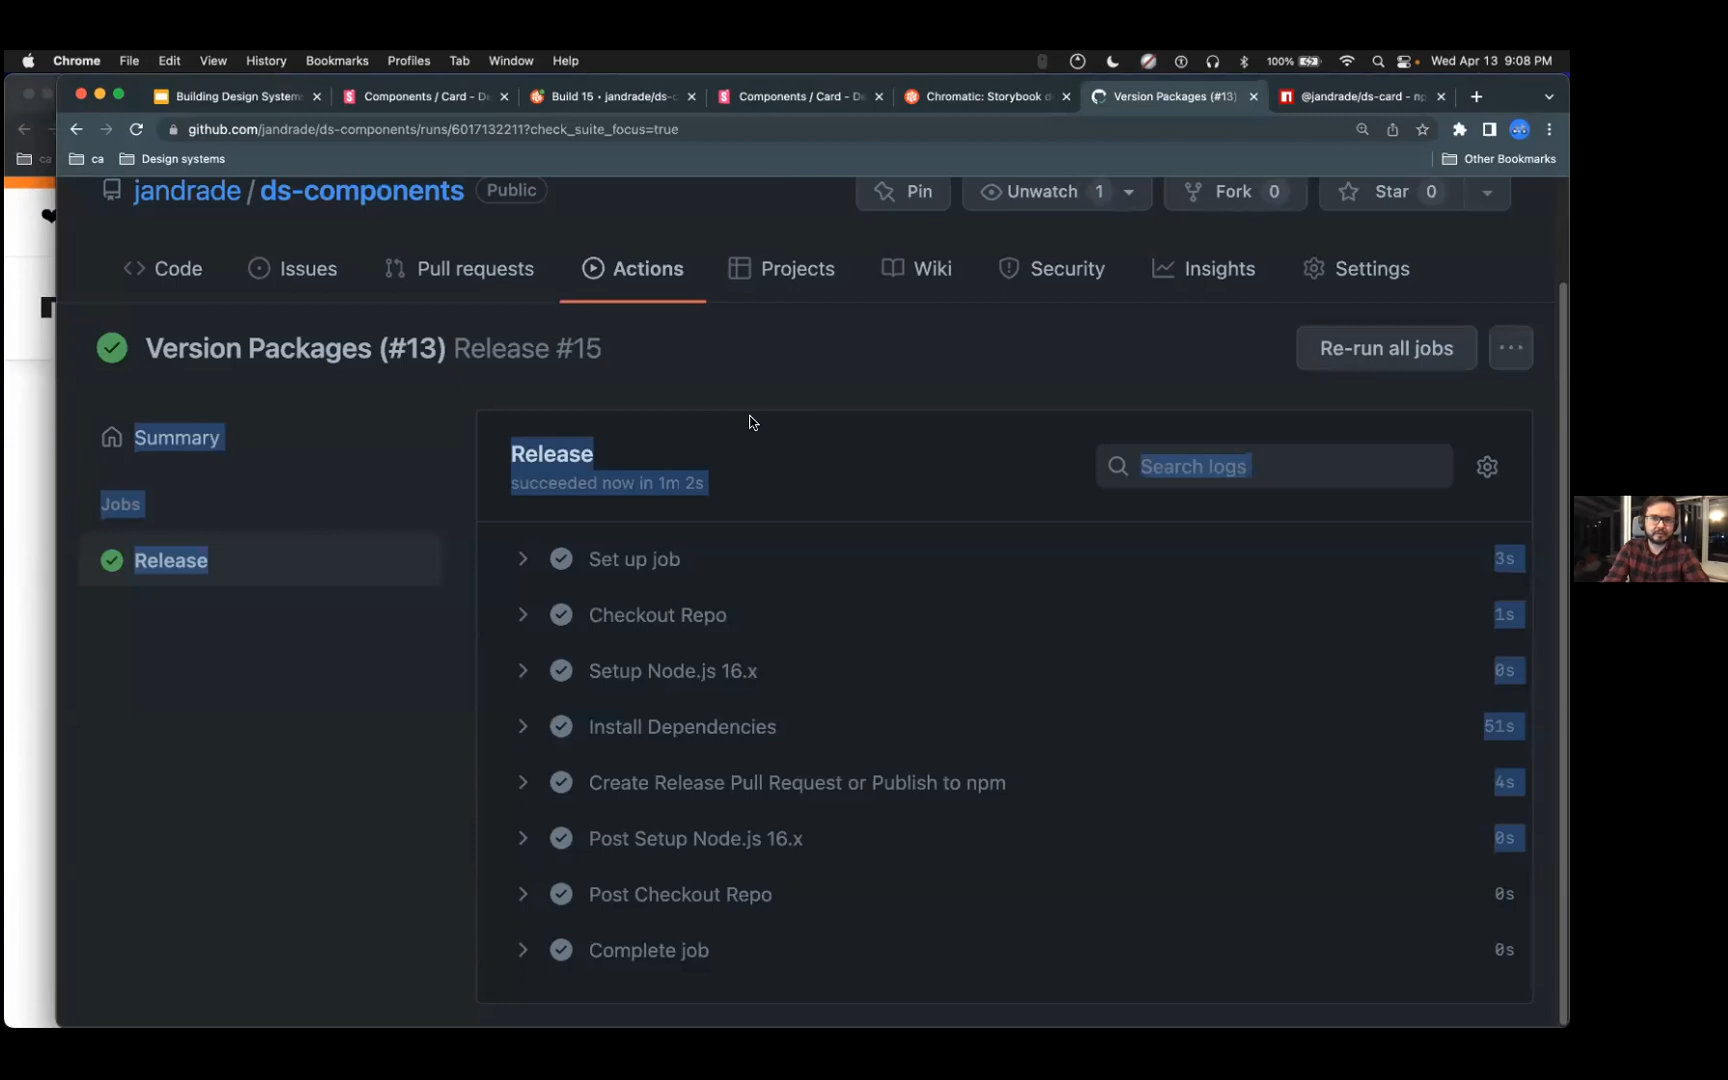 Chrome File Edit View History Bookmarks Profiles Tab Window Help 100% Wed Apr 13 9:08 PM
Building Design System Components / Card - De Build 15 • jandrade/ds-c Components / Card - De Chromatic: Storybook d Version Packages (#13) @jandrade/ds-card - np
github.com/jandrade/ds-components/runs/6017132211?check_suite_focus=true
ca ca Design systems Other Bookmarks
jandrade / ds-components Public Pin Unwatch 1 Fork 0 Star 0
Code Issues Pull requests Actions Projects Wiki Security Insights Settings
Version Packages (#13) Release #15 Re-run all jobs ...
Summary
Jobs
Release
Release
succeeded now in 1m 2s
Search logs
Set up job 3s
Checkout Repo 1s
Setup Node.js 16.x 0s
Install Dependencies 51s
Create Release Pull Request or Publish to npm 4s
Post Setup Node.js 16.x 0s
Post Checkout Repo 0s
Complete job 0s